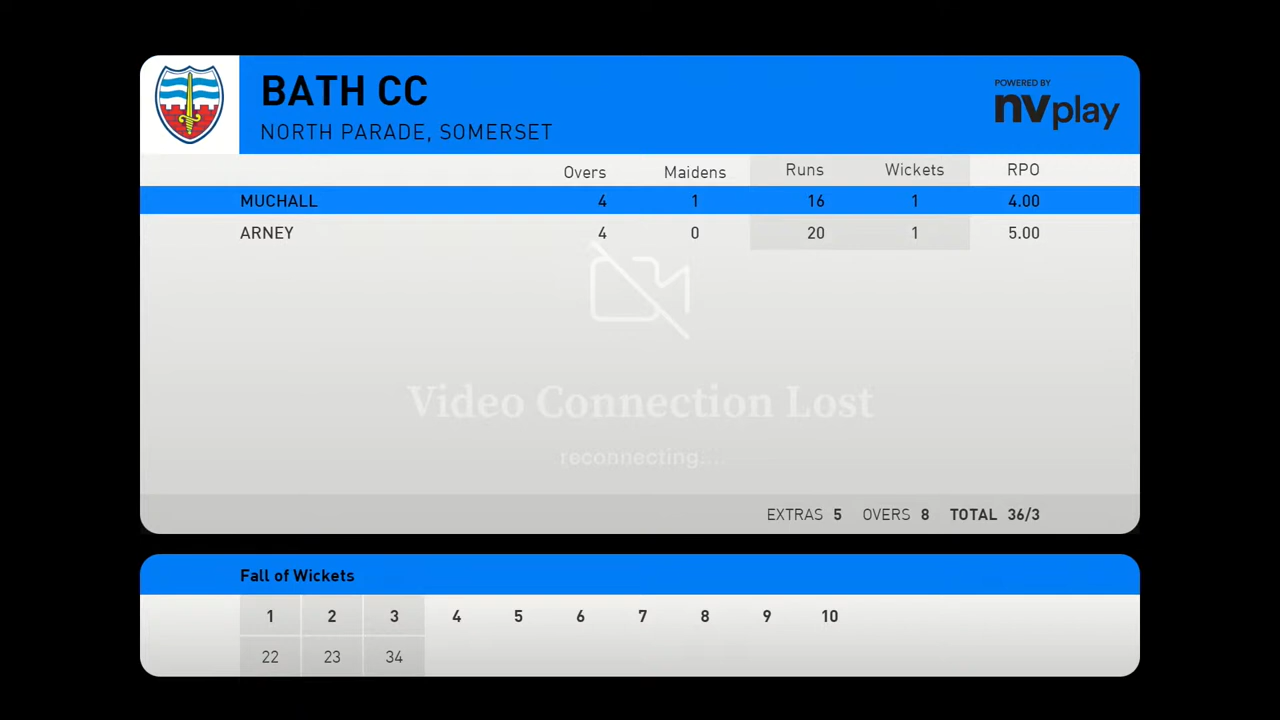 BATH CC
NORTH PARADE, SOMERSET
POWERED BY
nvplay
Overs Maidens Runs Wickets RPO
MUCHALL 4 1 16 1 4.00
ARNEY 4 0 20 1 5.00
Video Connection Lost
reconnecting....
EXTRAS 5 OVERS 8 TOTAL 36/3
Fall of Wickets
1 2 3 4 5 6 7 8 9 10
22 23 34